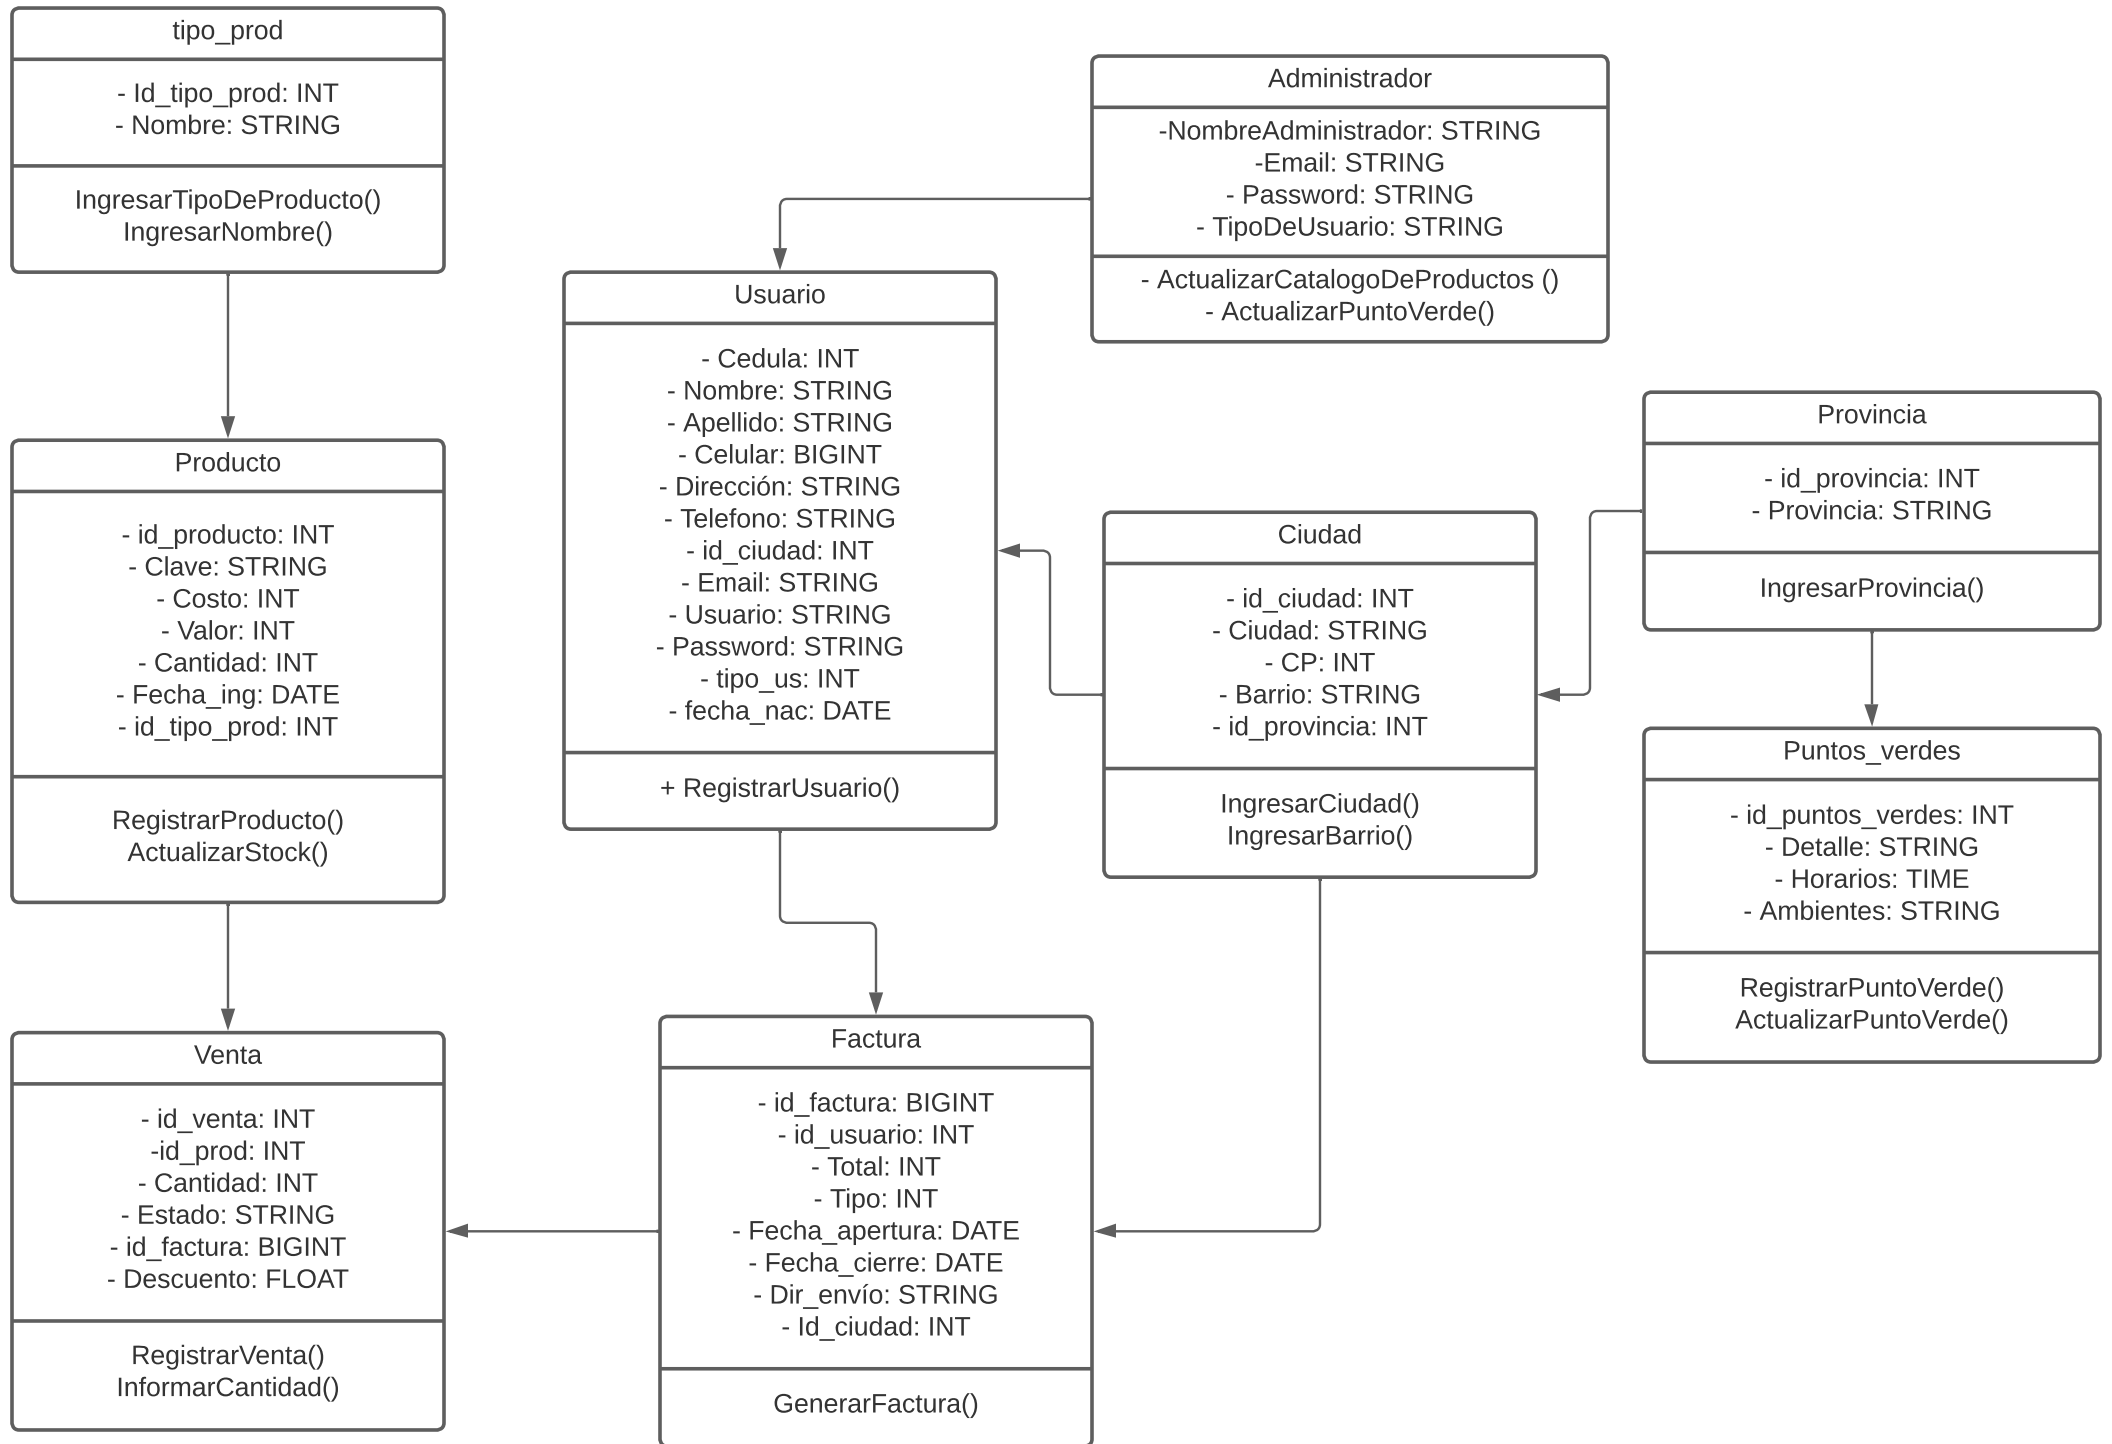 tipo_prod
- Id_tipo_prod: INT
- Nombre: STRING
IngresarTipoDeProducto()
IngresarNombre()
Administrador
-NombreAdministrador: STRING
-Email: STRING
- Password: STRING
- TipoDeUsuario: STRING
- ActualizarCatalogoDeProductos ()
- ActualizarPuntoVerde()
Usuario
- Cedula: INT
- Nombre: STRING
- Apellido: STRING
- Celular: BIGINT
- Dirección: STRING
- Telefono: STRING
- id_ciudad: INT
- Email: STRING
- Usuario: STRING
- Password: STRING
- tipo_us: INT
- fecha_nac: DATE
+ RegistrarUsuario()
Provincia
- id_provincia: INT
- Provincia: STRING
IngresarProvincia()
Producto
- id_producto: INT
- Clave: STRING
- Costo: INT
- Valor: INT
- Cantidad: INT
- Fecha_ing: DATE
- id_tipo_prod: INT
RegistrarProducto()
ActualizarStock()
Ciudad
- id_ciudad: INT
- Ciudad: STRING
- CP: INT
- Barrio: STRING
- id_provincia: INT
IngresarCiudad()
IngresarBarrio()
Puntos_verdes
- id_puntos_verdes: INT
- Detalle: STRING
- Horarios: TIME
- Ambientes: STRING
RegistrarPuntoVerde()
ActualizarPuntoVerde()
Venta
- id_venta: INT
-id_prod: INT
- Cantidad: INT
- Estado: STRING
- id_factura: BIGINT
- Descuento: FLOAT
RegistrarVenta()
InformarCantidad()
Factura
- id_factura: BIGINT
- id_usuario: INT
- Total: INT
- Tipo: INT
- Fecha_apertura: DATE
- Fecha_cierre: DATE
- Dir_envío: STRING
- Id_ciudad: INT
GenerarFactura()